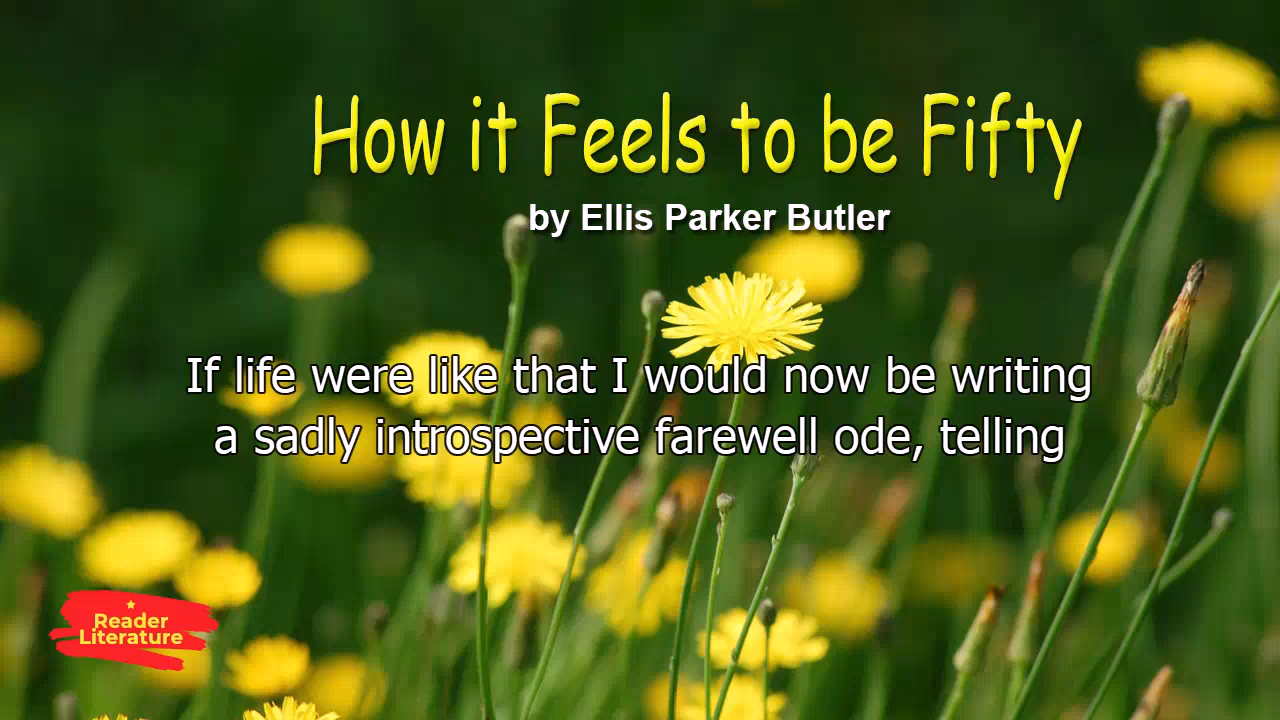 How it Feels to be Fifty
by Ellis Parker Butler
If life were like that I would now be writing
a sadly introspective farewell ode, telling
Reader
Literature